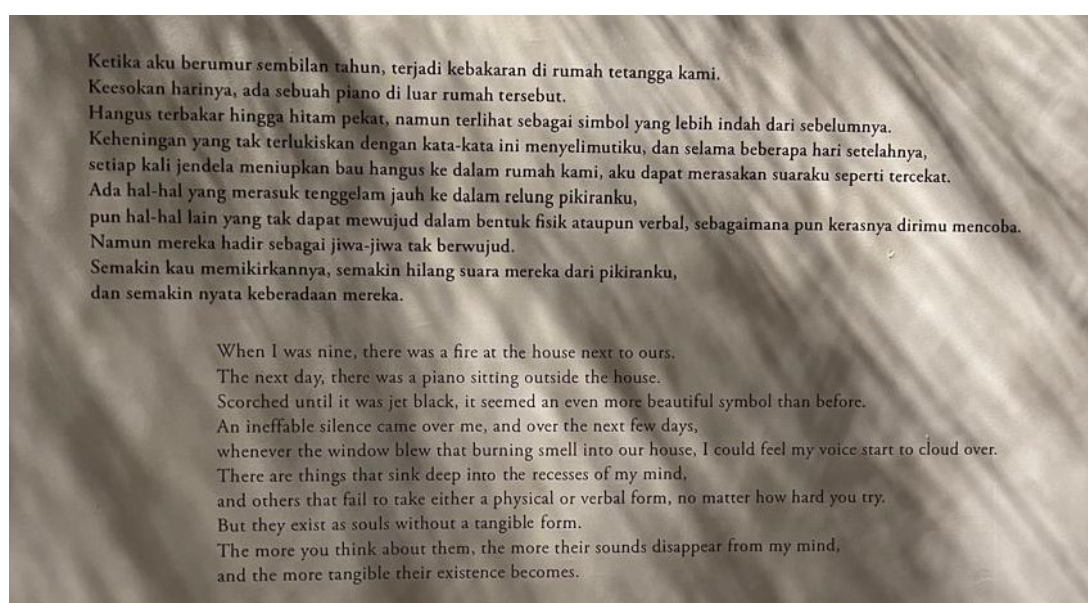 Ketika aku berumur sembilan tahun, terjadi kebakaran di rumah tetangga kami.
Keesokan harinya, ada sebuah piano di luar rumah tersebut.
Hangus terbakar hingga hitam pekat, namun terlihat sebagai simbol yang lebih indah dari sebelumnya.
Keheningan yang tak terlukiskan dengan kata-kata ini menyelimutiku, dan selama beberapa hari setelahnya,
setiap kali jendela meniupkan bau hangus ke dalam rumah kami, aku dapat merasakan suaraku seperti tercekat.
Ada hal-hal yang merasuk tenggelam jauh ke dalam relung pikiranku,
pun hal-hal lain yang tak dapat mewujud dalam bentuk fisik ataupun verbal, sebagaimana pun kerasnya dirimu mencoba.
Namun mereka hadir sebagai jiwa-jiwa tak berwujud.
Semakin kau memikirkannya, semakin hilang suara mereka dari pikiranku,
dan semakin nyata keberadaan mereka.
When I was nine, there was a fire at the house next to ours.
The next day, there was a piano sitting outside the house.
Scorched until it was jet black, it seemed an even more beautiful symbol than before.
An ineffable silence came over me, and over the next few days,
whenever the window blew that burning smell into our house, I could feel my voice start to cloud over.
There are things that sink deep into the recesses of my mind,
and others that fail to take either a physical or verbal form, no matter how hard you try.
But they exist as souls without a tangible form.
The more you think about them, the more their sounds disappear from my mind,
and the more tangible their existence becomes.